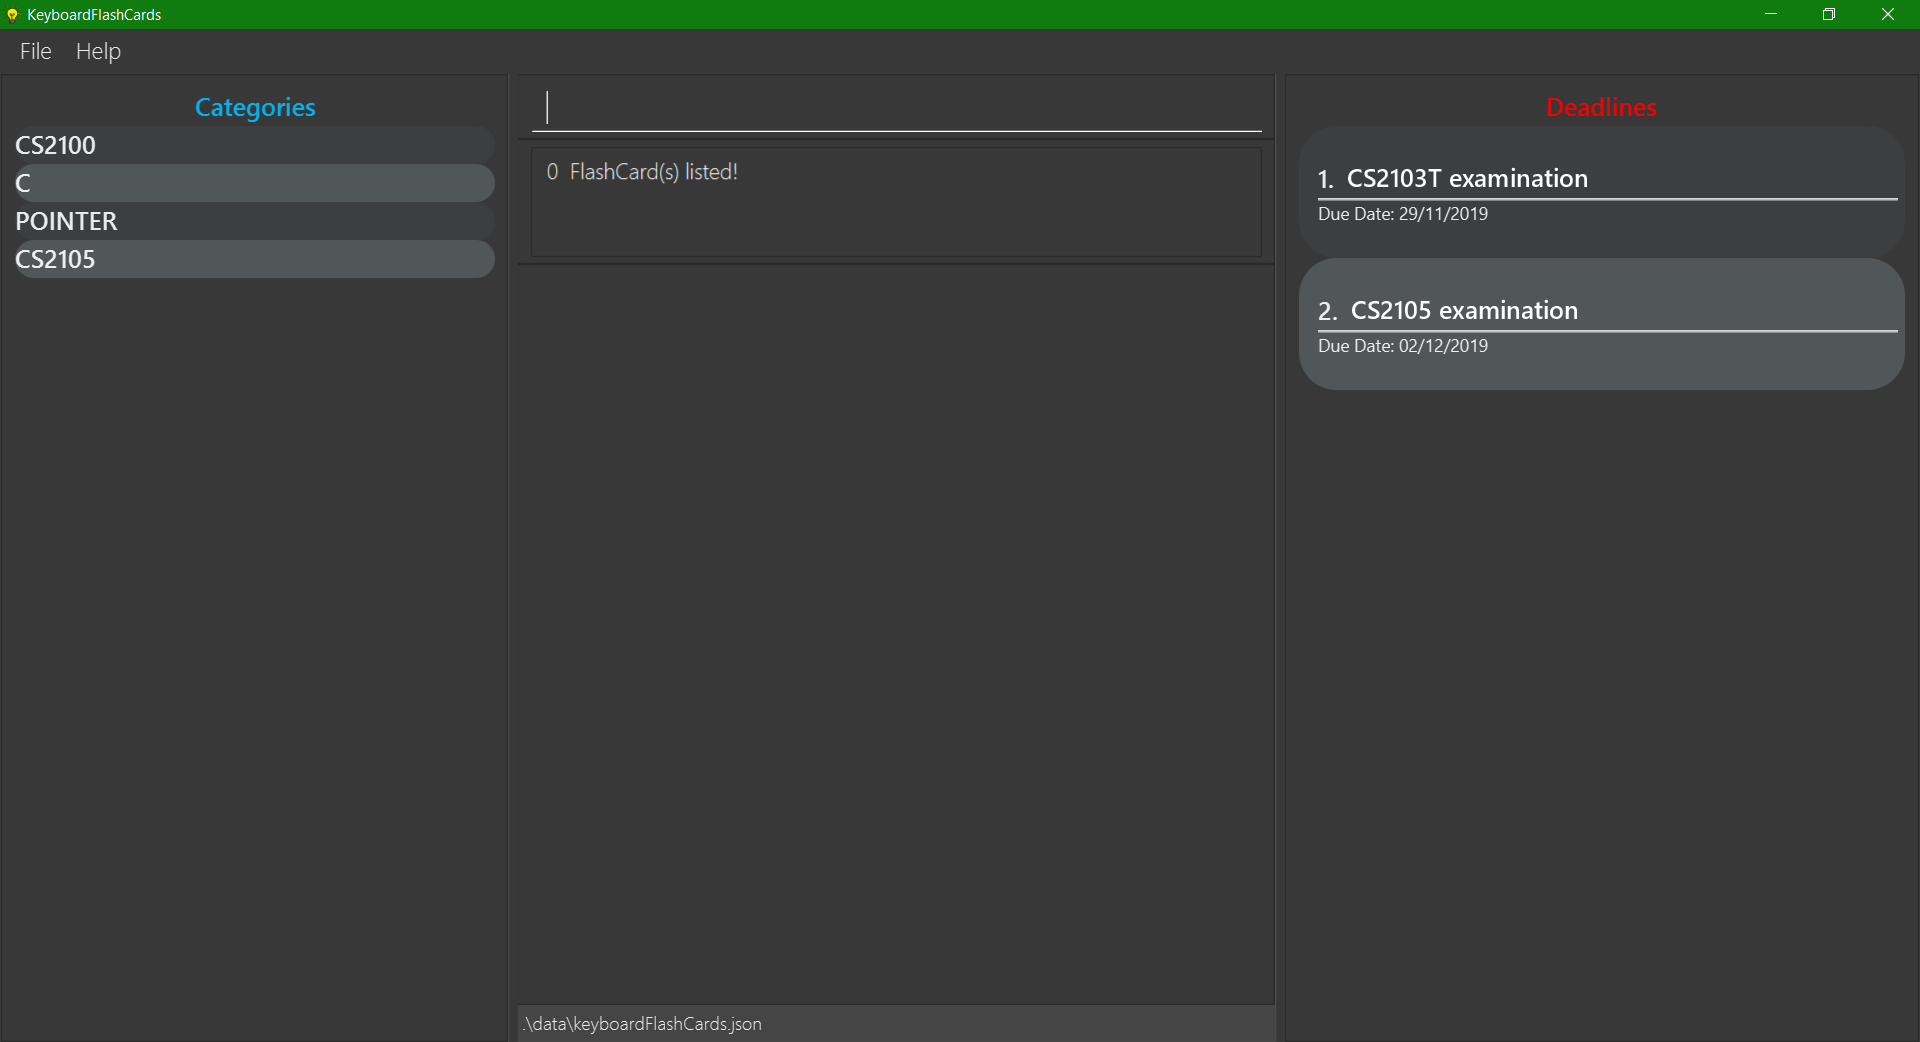 KeyboardFlashCards
File Help
Categories
CS2100
C
POINTER
CS2105
0 FlashCard(s) listed!
.\data\keyboardFlashCards.json
Deadlines
1. CS2103T examination
Due Date: 29/11/2019
2. CS2105 examination
Due Date: 02/12/2019